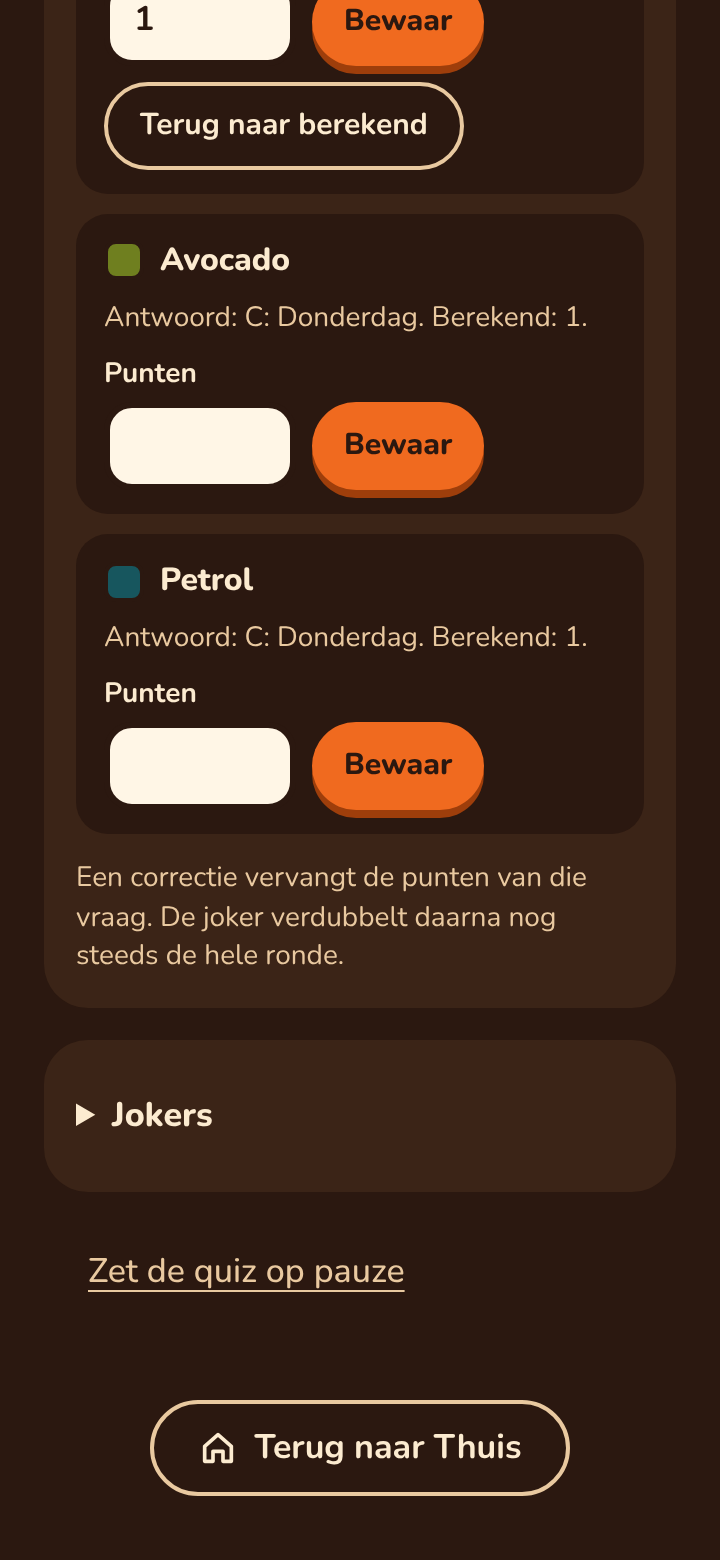 1
Bewaar
Terug naar berekend
Avocado
Antwoord: C: Donderdag. Berekend: 1.
Punten
Bewaar
Petrol
Antwoord: C: Donderdag. Berekend: 1.
Punten
Bewaar
Een correctie vervangt de punten van die
vraag. De joker verdubbelt daarna nog
steeds de hele ronde.
Jokers
Zet de quiz op pauze
Terug naar Thuis